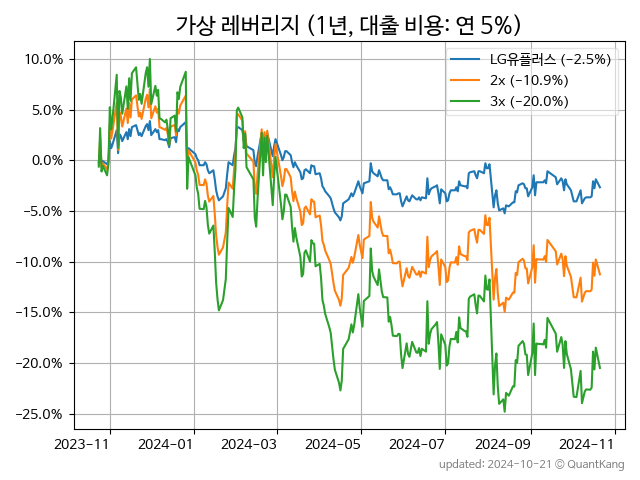 가상 레버리지 (1년, 대출 비용: 연 5%)
LG유플러스 (−2.5%)
2x (−10.9%)
3x (−20.0%)
10.0%
5.0%
0.0%
−5.0%
−10.0%
−15.0%
−20.0%
−25.0%
2023-11 2024-01 2024-03 2024-05 2024-07 2024-09 2024-11
updated: 2024-10-21 © QuantKang